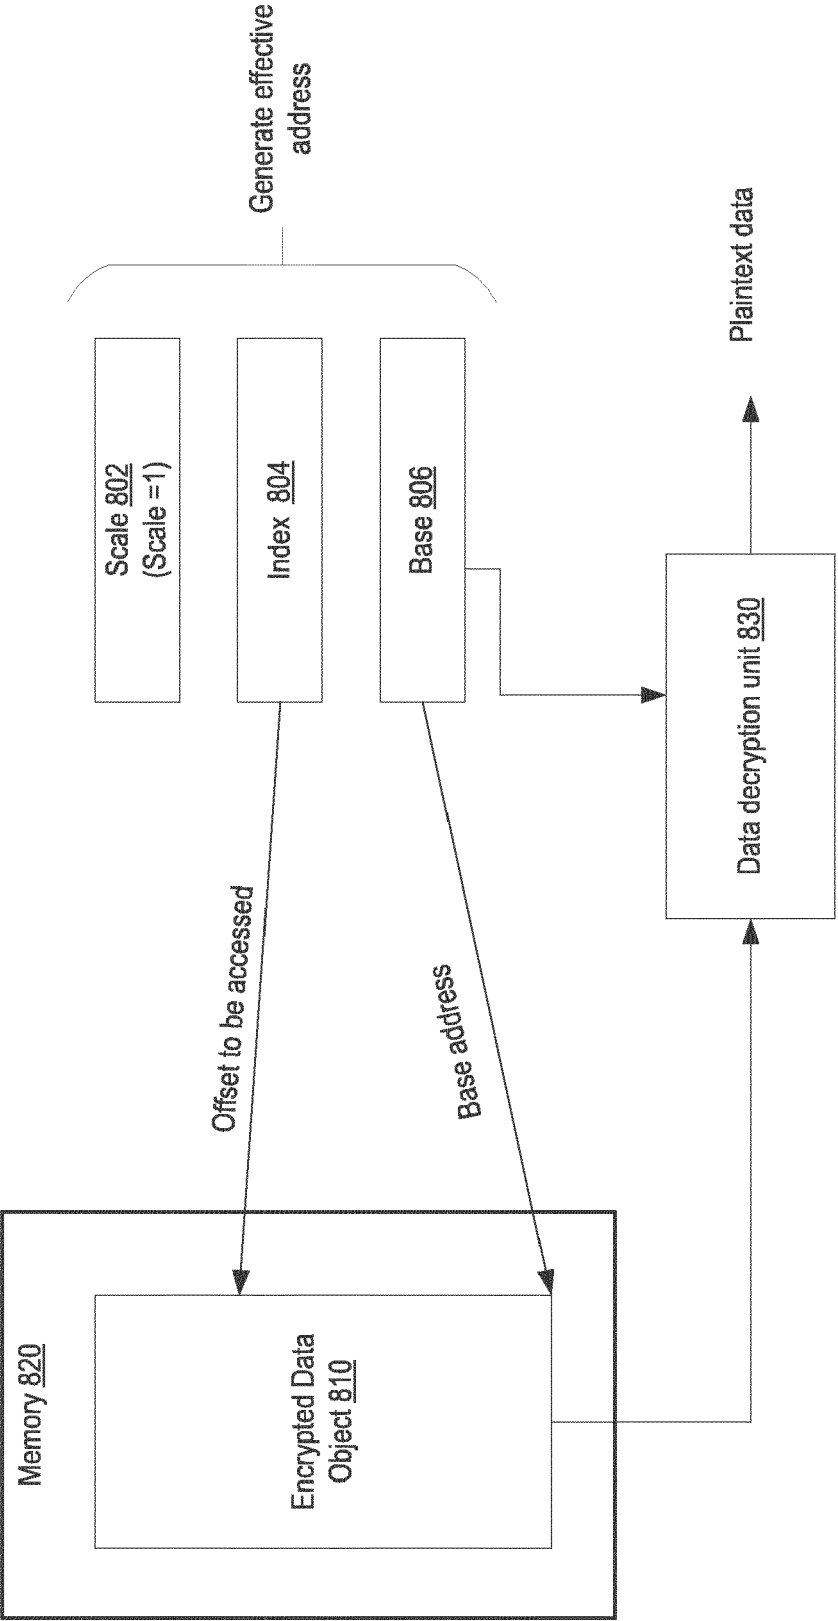 Memory 820
Encrypted Data
Object 810
Offset to be accessed
Base address
Scale 802
(Scale =1)
Index 804
Base 806
Generate effective
address
Data decryption unit 830
Plaintext data